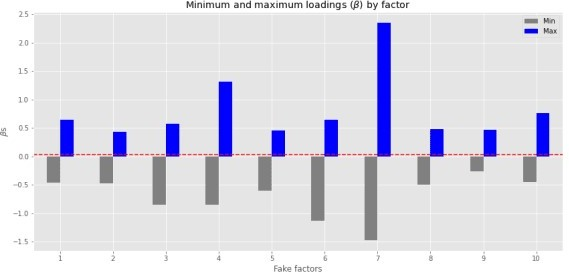 Minimum and maximum loadings (β) by factor
Min
Max
2.5
2.0
1.5
1.0
0.5
0.0
−0.5
−1.0
−1.5
βs
1 2 3 4 5 6 7 8 9 10
Fake factors